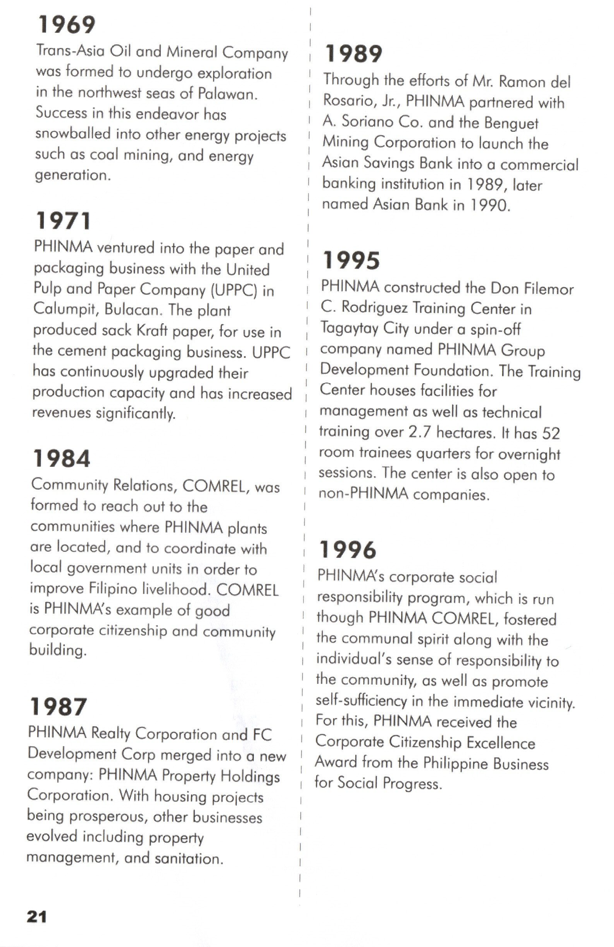 1969
Trans-Asia Oil and Mineral Company
was formed to undergo exploration
in the northwest seas of Palawan.
Success in this endeavor has
snowballed into other energy projects
such as coal mining, and energy
generation.
1971
PHINMA ventured into the paper and
packaging business with the United
Pulp and Paper Company (UPPC) in
Calumpit, Bulacan. The plant
produced sack Kraft paper, for use in
the cement packaging business. UPPC
has continuously upgraded their
production capacity and has increased
revenues significantly.
1984
Community Relations, COMREL, was
formed to reach out to the
communities where PHINMA plants
are located, and to coordinate with
local government units in order to
improve Filipino livelihood. COMREL
is PHINMA's example of good
corporate citizenship and community
building.
1987
PHINMA Realty Corporation and FC
Development Corp merged into a new
company: PHINMA Property Holdings
Corporation. With housing projects
being prosperous, other businesses
evolved including property
management, and sanitation.
1989
Through the efforts of Mr. Ramon del
Rosario, Jr., PHINMA partnered with
A. Soriano Co. and the Benguet
Mining Corporation to launch the
Asian Savings Bank into a commercial
banking institution in 1989, later
named Asian Bank in 1990.
1995
PHINMA constructed the Don Filemor
C. Rodriguez Training Center in
Tagaytay City under a spin-off
company named PHINMA Group
Development Foundation. The Training
Center houses facilities for
management as well as technical
training over 2.7 hectares. It has 52
room trainees quarters for overnight
sessions. The center is also open to
non-PHINMA companies.
1996
PHINMA's corporate social
responsibility program, which is run
though PHINMA COMREL, fostered
the communal spirit along with the
individual's sense of responsibility to
the community, as well as promote
self-sufficiency in the immediate vicinity.
For this, PHINMA received the
Corporate Citizenship Excellence
Award from the Philippine Business
for Social Progress.
21